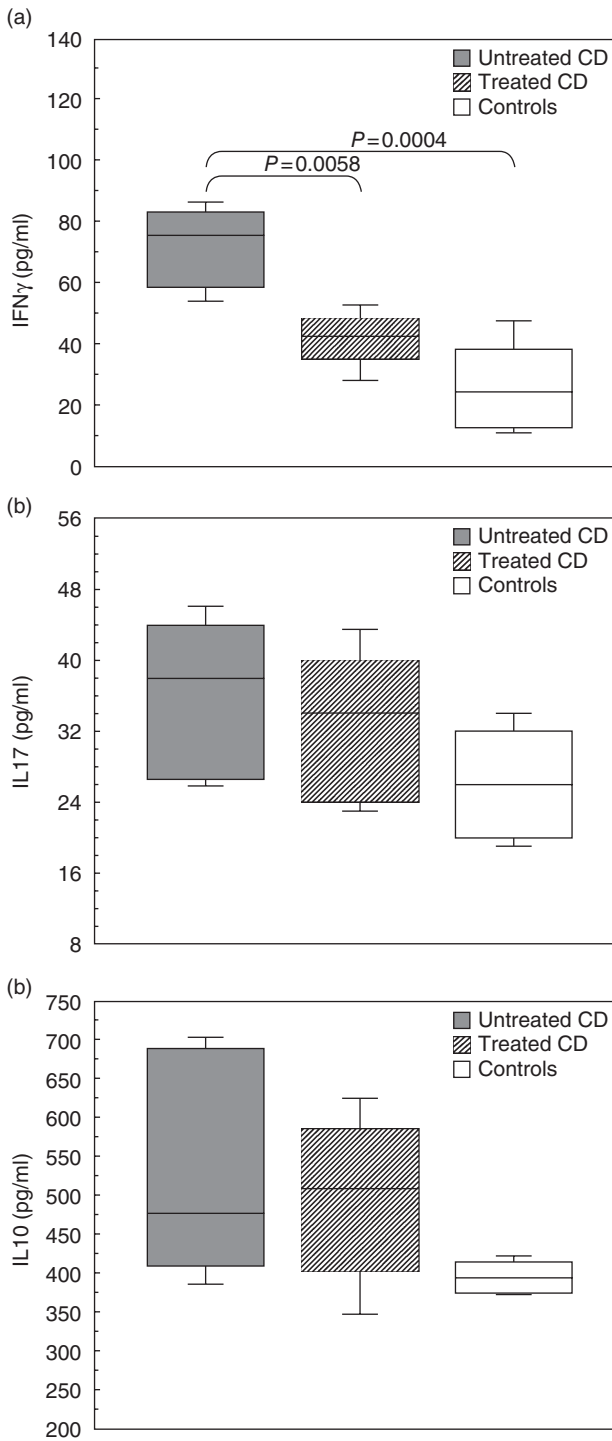 (a)
140
120
100
80
60
40
20
0
IFNγ (pg/ml)
Untreated CD
Treated CD
Controls
P=0.0004
P=0.0058
(b)
56
48
40
32
24
16
8
IL17 (pg/ml)
Untreated CD
Treated CD
Controls
(b)
750
700
650
600
550
500
450
400
350
300
250
200
IL10 (pg/ml)
Untreated CD
Treated CD
Controls